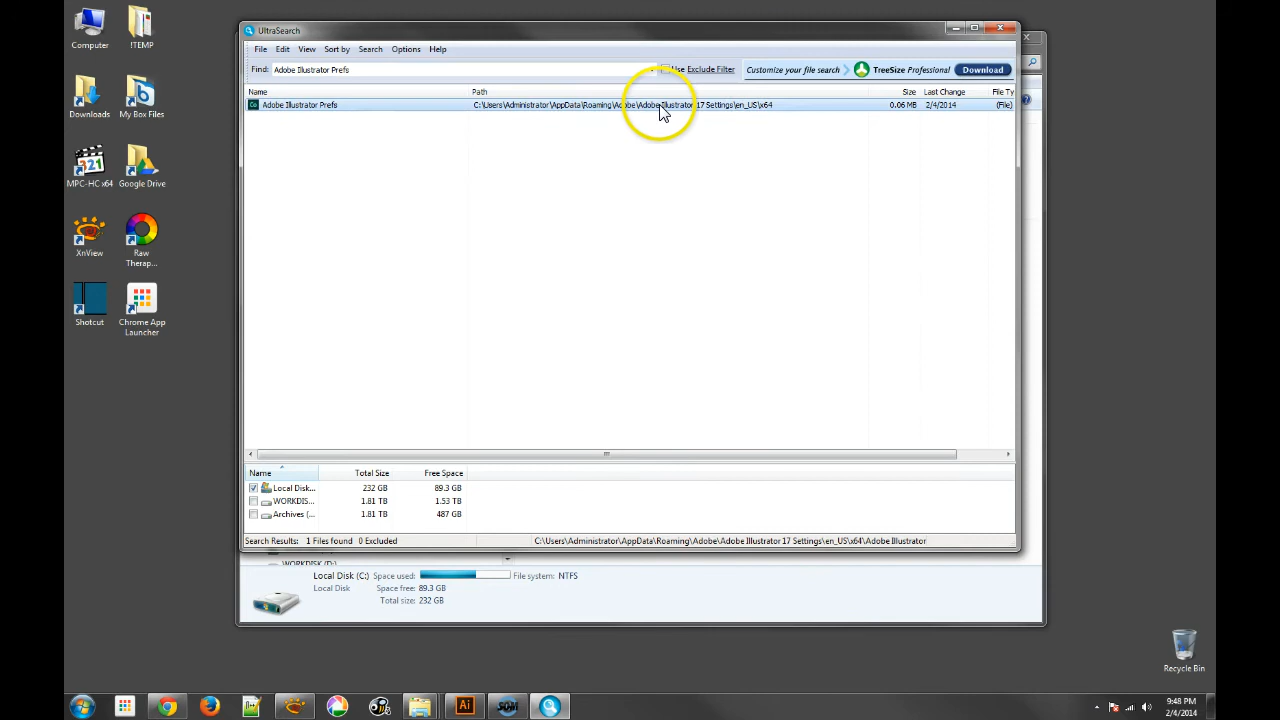 Computer
!TEMP
Downloads
My Box Files
MPC-HC x64
Google Drive
XnView
Raw
Therap...
Shotcut
Chrome App
Launcher
UltraSearch
File Edit View Sort by Search Options Help
Find: Adobe Illustrator Prefs
Use Exclude Filter
Customize your file search
TreeSize Professional
Download
Name Path Size Last Change File Ty
Adobe Illustrator Prefs C:\Users\Administrator\AppData\Roaming\Adobe\Adobe Illustrator 17 Settings\en_US\x64 0.06 MB 2/4/2014 (File)
Name Total Size Free Space
Local Disk... 232 GB 89.3 GB
WORKDIS... 1.81 TB 1.53 TB
Archives (... 1.81 TB 487 GB
Search Results: 1 Files found 0 Excluded C:\Users\Administrator\AppData\Roaming\Adobe\Adobe Illustrator 17 Settings\en_US\x64\Adobe Illustrator
WORKDISK (D:)
Local Disk (C:) Space used: File system: NTFS
Local Disk Space free: 89.3 GB
Total size: 232 GB
Recycle Bin
321
Ai
SOM
9:48 PM
2/4/2014